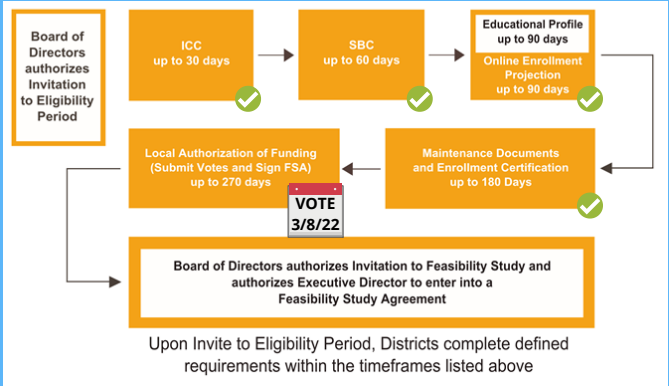 Board of
Directors
authorizes
Invitation
to Eligibility
Period
ICC
up to 30 days
SBC
up to 60 days
Educational Profile
up to 90 days
Online Enrollment
Projection
up to 90 days
Local Authorization of Funding
(Submit Votes and Sign FSA)
up to 270 days
Maintenance Documents
and Enrollment Certification
up to 180 Days
VOTE
3/8/22
Board of Directors authorizes Invitation to Feasibility Study and
authorizes Executive Director to enter into a
Feasibility Study Agreement
Upon Invite to Eligibility Period, Districts complete defined
requirements within the timeframes listed above